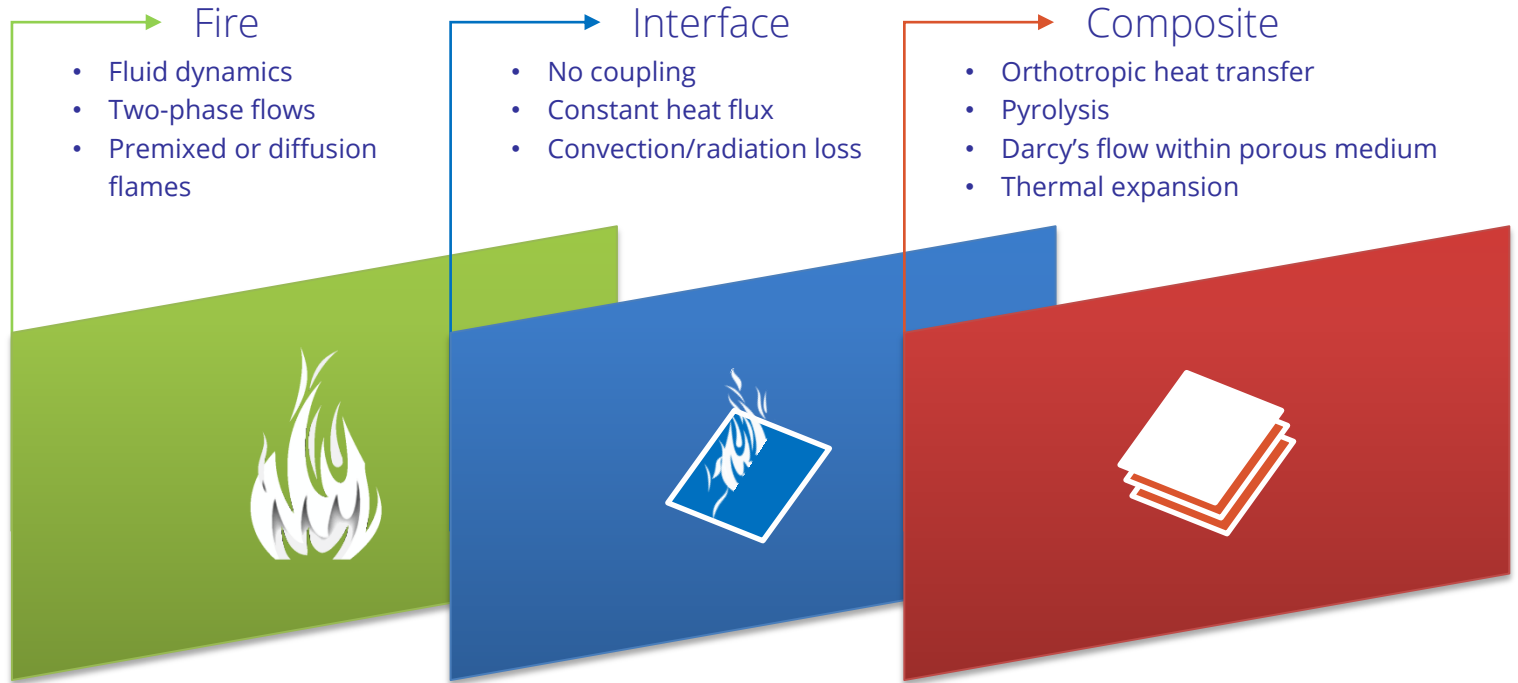 Fire
• Fluid dynamics
• Two-phase flows
• Premixed or diffusion
flames
Interface
• No coupling
• Constant heat flux
• Convection/radiation loss
Composite
• Orthotropic heat transfer
• Pyrolysis
• Darcy’s flow within porous medium
• Thermal expansion